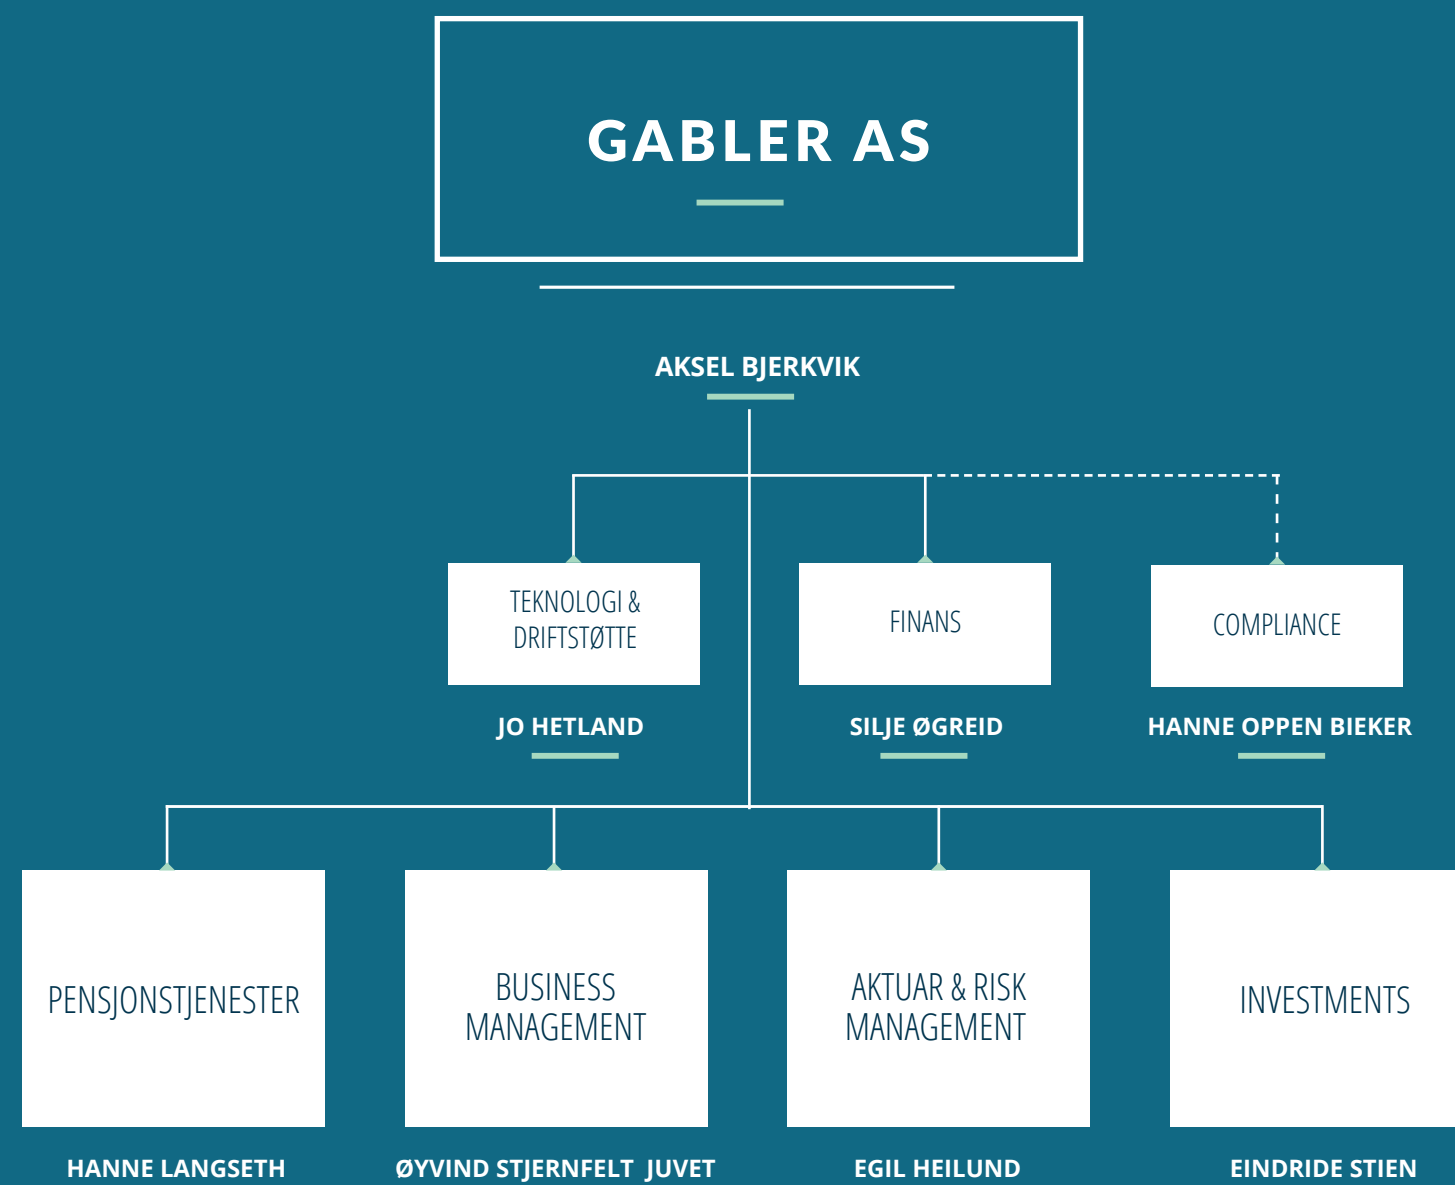 GABLER AS
AKSEL BJERKVIK
TEKNOLOGI &
DRIFTSTØTTE
FINANS
COMPLIANCE
JO HETLAND
SILJE ØGREID
HANNE OPPEN BIEKER
PENSJONSTJENESTER
BUSINESS
MANAGEMENT
AKTUAR & RISK
MANAGEMENT
INVESTMENTS
HANNE LANGSETH
ØYVIND STJERNFELT JUVET
EGIL HEILUND
EINDRIDE STIEN